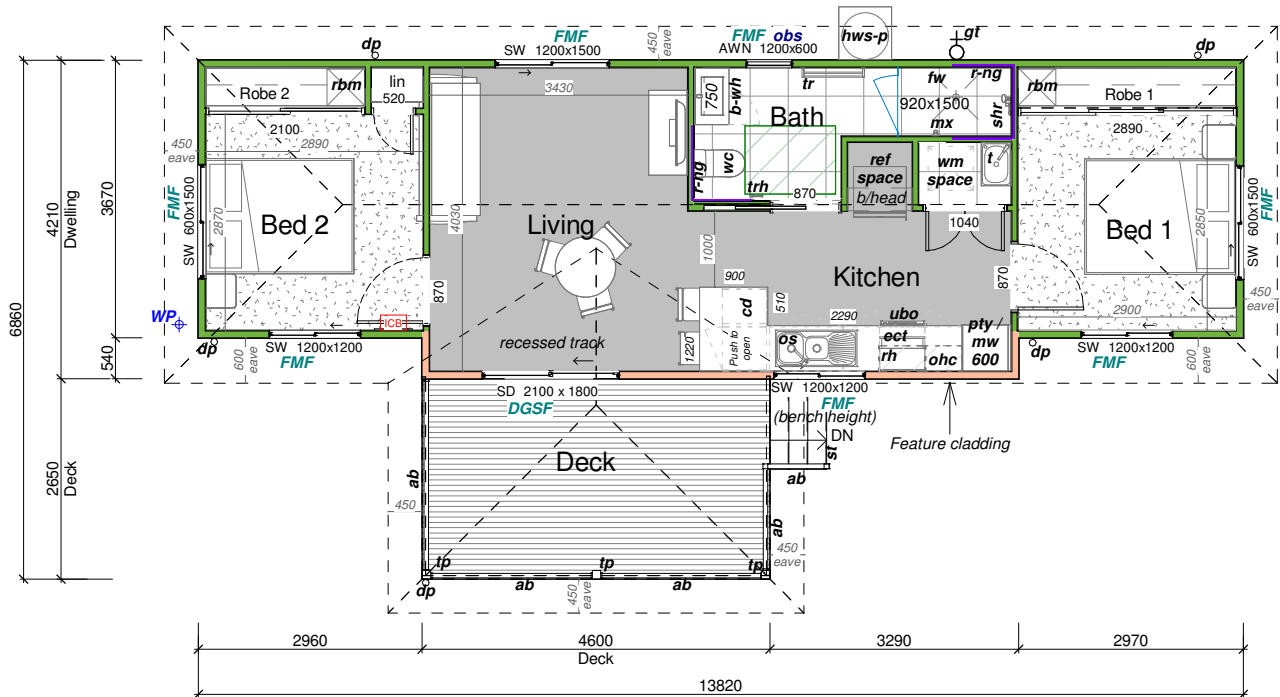 FMF
SW 1200x1500
dp
450
eave
FMF obs
AWN 1200x600
hws-p
gt
dp
Robe 2
rbm
lin
520
3430
750
b-wh
tr
Bath
fw
r-ng
920x1500
mx
shr
rbm
Robe 1
2100
2890
450
eave
2890
r-ng
wc
trh
870
ref
space
b/head
wm
space
t
1040
FMF
SW 600x1500
2870
Bed 2
4030
Living
1000
Kitchen
870
Bed 1
2850
SW 600x1500
FMF
870
900
510
cd
Push to
open
2290
ubo
2900
450
eave
WP
ICB
dp
600
eave
SW 1200x1200
FMF
recessed track
1220
os
ect
rh
ohc
pty /
mw
600
dp
SW 1200x1200
FMF
600
eave
SD 2100 x 1800
DGSF
SW 1200x1200
FMF
(bench height)
DN
st
ab
Feature cladding
Deck
ab
450
ab
450
eave
tp
tp
tp
dp
ab
ab
450
eave
6860
4210
Dwelling
3670
540
2650
Deck
2960
4600
Deck
3290
2970
13820